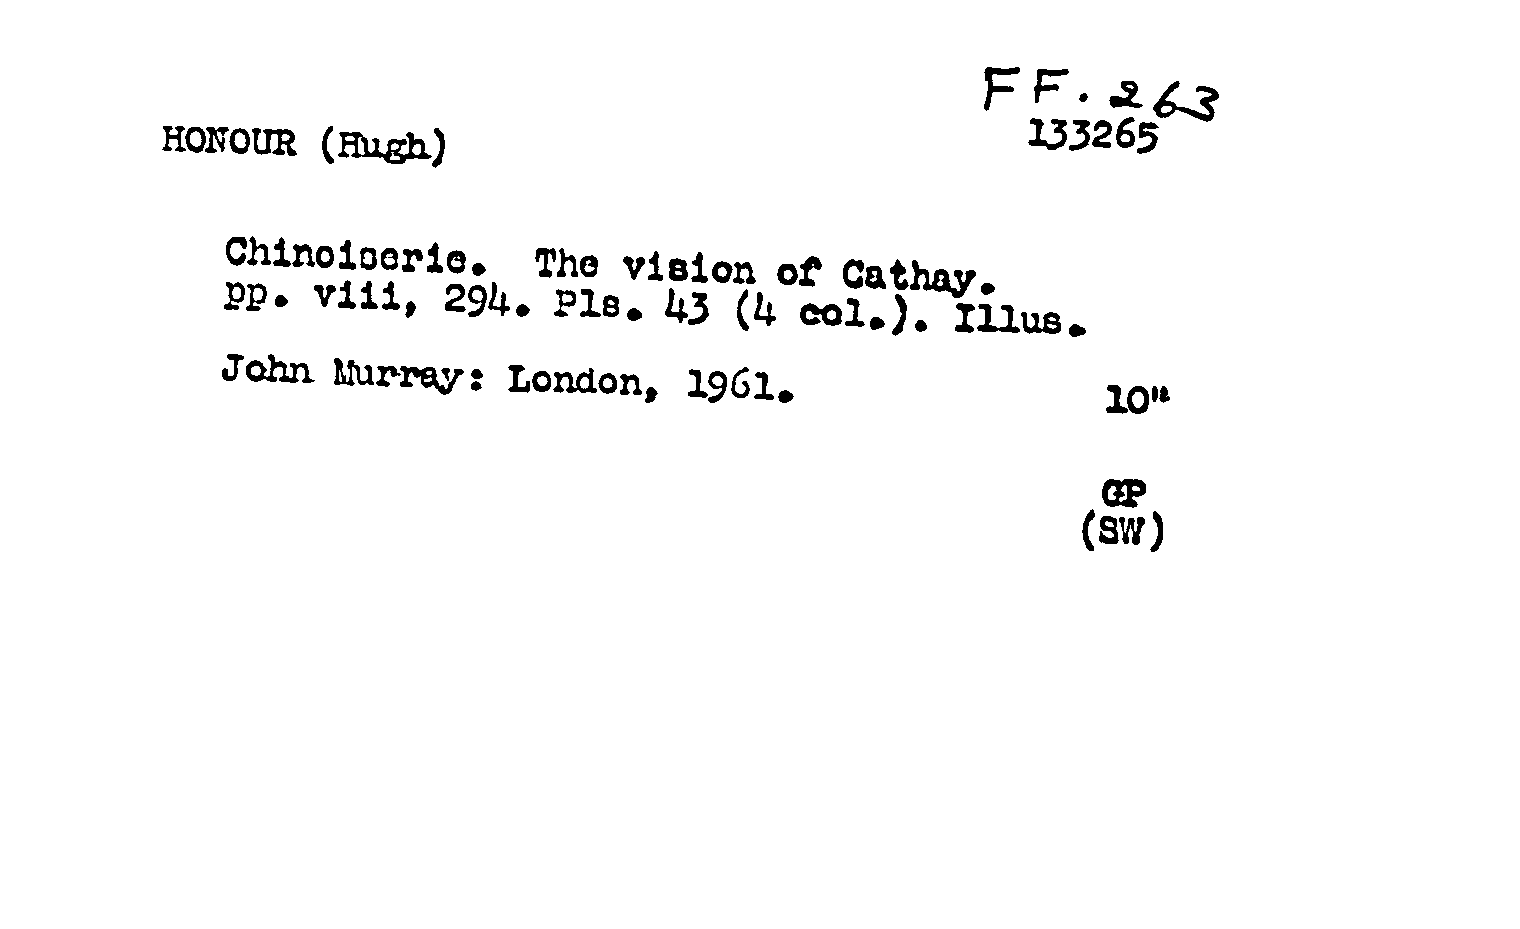 FF. 263
133265
HONOUR (Hugh)
Chinoiserie. The vision of Cathay.
pp. viii, 294. Pls. 43 (4 col.). Illus.
John Murray: London, 1961.
10"
GP
(SW)